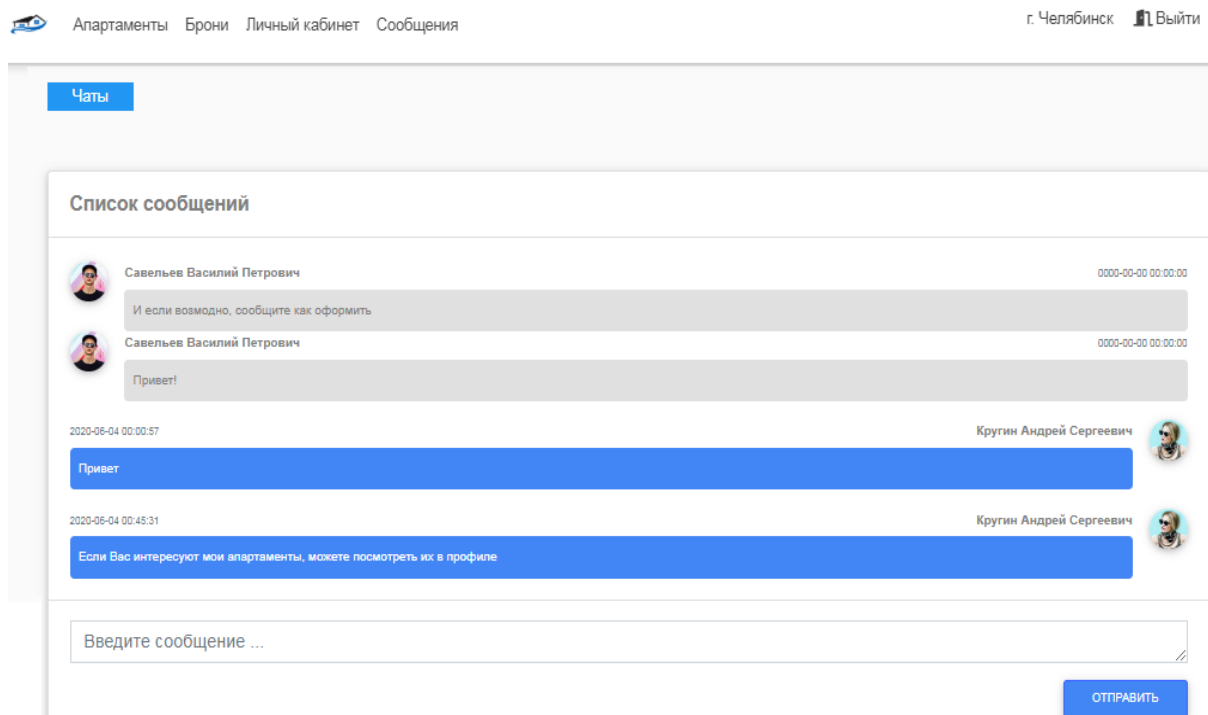 Апартаменты Брони Личный кабинет Сообщения г. Челябинск Выйти
Чаты
Список сообщений
Савельев Василий Петрович 0000-00-00 00:00:00
И если возмодно, сообщите как оформить
Савельев Василий Петрович 0000-00-00 00:00:00
Привет!
2020-06-04 00:00:57 Кругин Андрей Сергеевич
Привет
2020-06-04 00:45:31 Кругин Андрей Сергеевич
Если Вас интересуют мои апартаменты, можете посмотреть их в профиле
Введите сообщение ...
ОТПРАВИТЬ